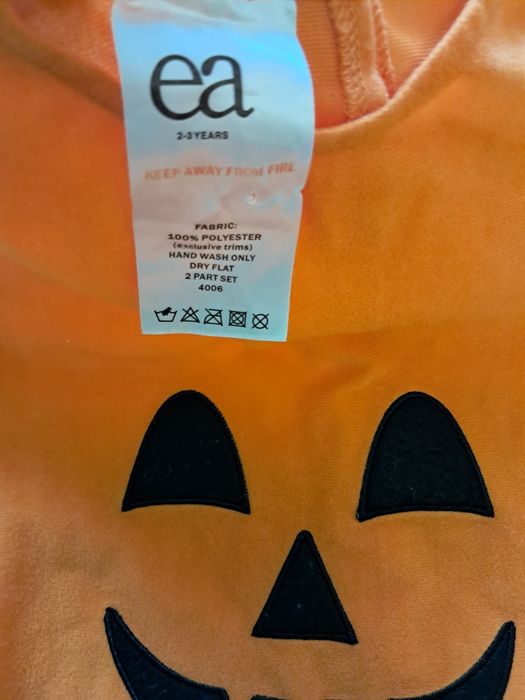 ea
2-3 YEARS
KEEP AWAY FROM FIRE
FABRIC:
100% POLYESTER
(exclusive trims)
HAND WASH ONLY
DRY FLAT
2 PART SET
4006